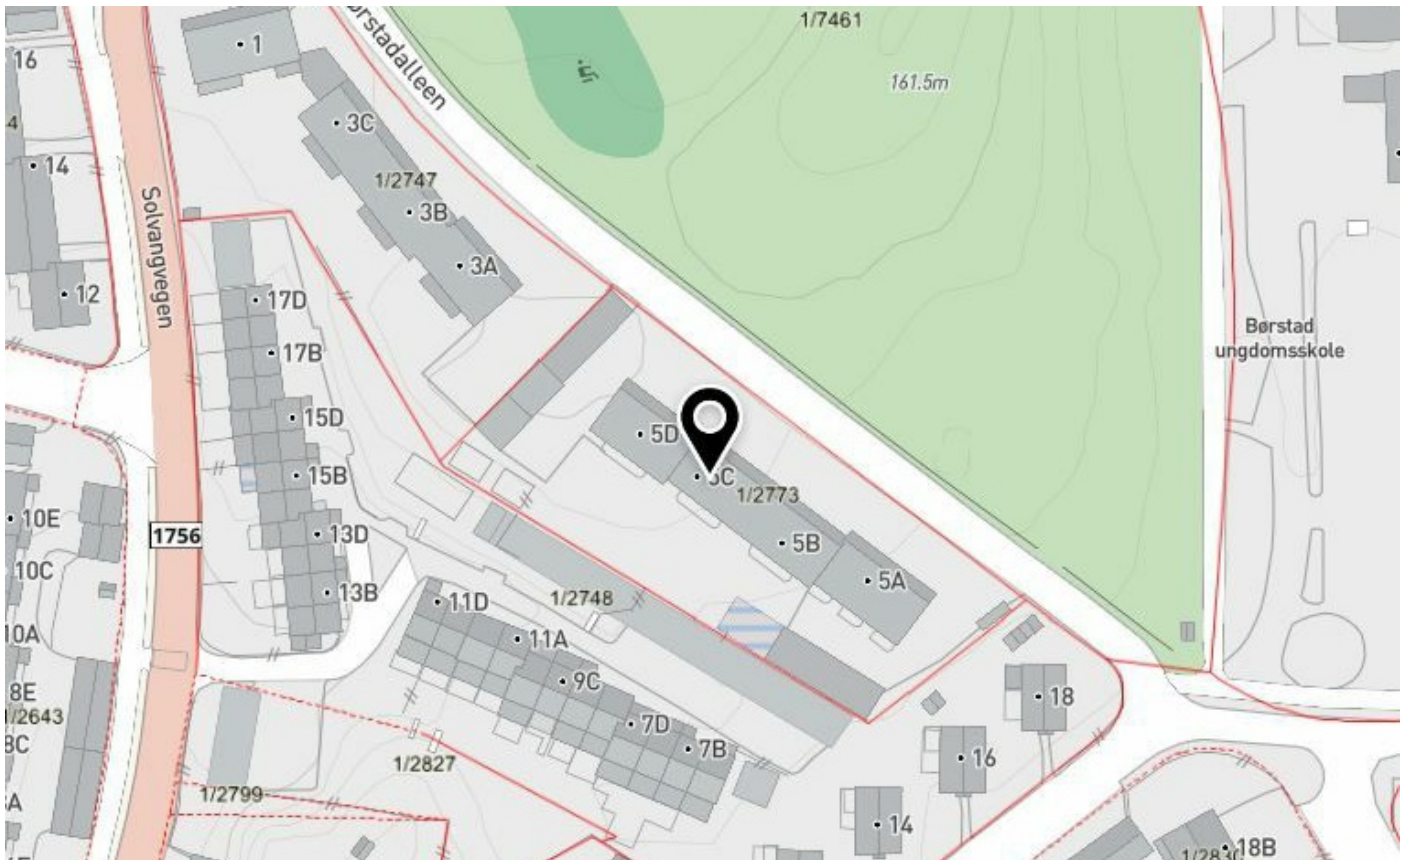 1/7461
161.5m
ørstadalleen
1
16
3C
14
1/2747
3B
3A
Solvangvegen
12
17D
17B
Børstad
ungdomsskole
15D
5D
15B
1/2773
10E
1756
13D
5B
10C
5A
13B
11D
1/2748
10A
11A
9C
8E
1/2643
18
7D
8C
7B
16
1/2827
1/2799
14
18B